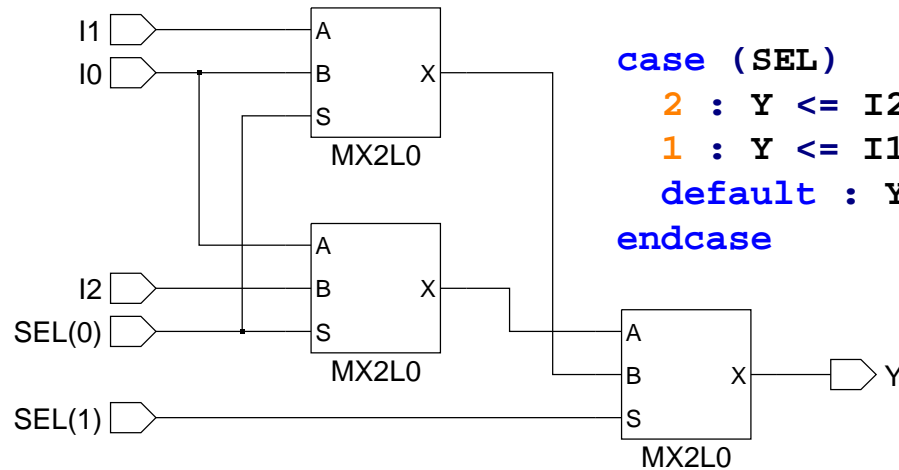 I1
I0
A
B
S
X
MX2L0
case (SEL)
2 : Y <= I2
1 : Y <= I1
default : Y
endcase
I2
SEL(0)
A
B
S
X
MX2L0
SEL(1)
A
B
S
X
MX2L0
Y